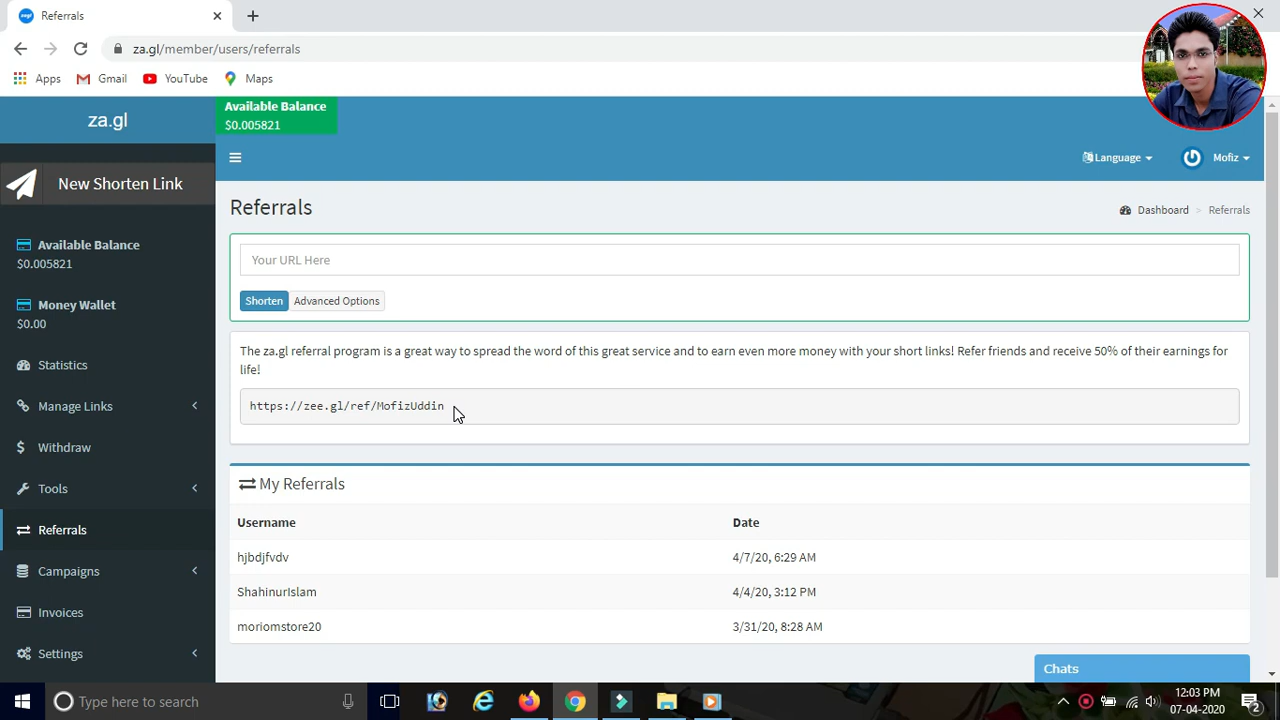 Referrals
za.gl/member/users/referrals
Apps Gmail YouTube Maps
za.gl
Available Balance
$0.005821
New Shorten Link
Language
Mofiz
Referrals
Dashboard > Referrals
Available Balance
$0.005821
Your URL Here
Money Wallet
$0.00
Shorten Advanced Options
The za.gl referral program is a great way to spread the word of this great service and to earn even more money with your short links! Refer friends and receive 50% of their earnings for
life!
Statistics
https://zee.gl/ref/MofizUddin
Manage Links
Withdraw
My Referrals
Tools
Username Date
Referrals
hjbdjfvdv 4/7/20, 6:29 AM
Campaigns
ShahinurIslam 4/4/20, 3:12 PM
Invoices
moriomstore20 3/31/20, 8:28 AM
Settings
Chats
Type here to search
12:03 PM
07-04-2020
2